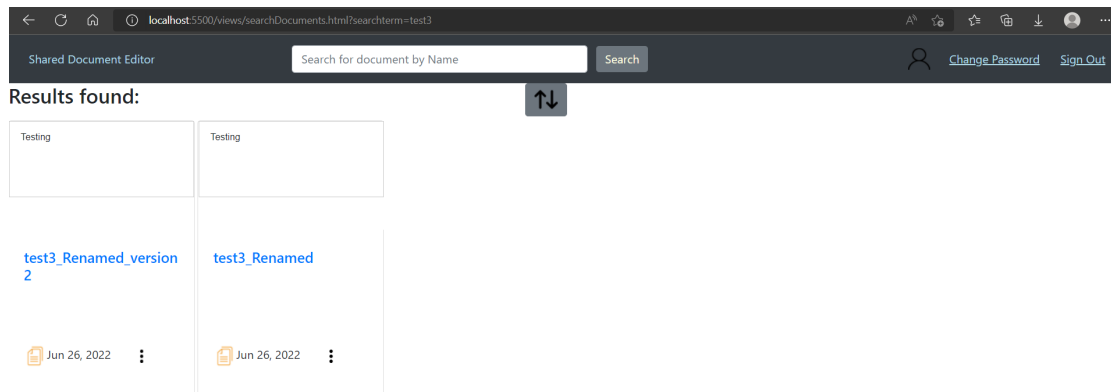 localhost:5500/views/searchDocuments.html?searchterm=test3
Shared Document Editor
Search for document by Name
Search
Change Password
Sign Out
Results found:
Testing
Testing
test3_Renamed_version
2
test3_Renamed
Jun 26, 2022
Jun 26, 2022